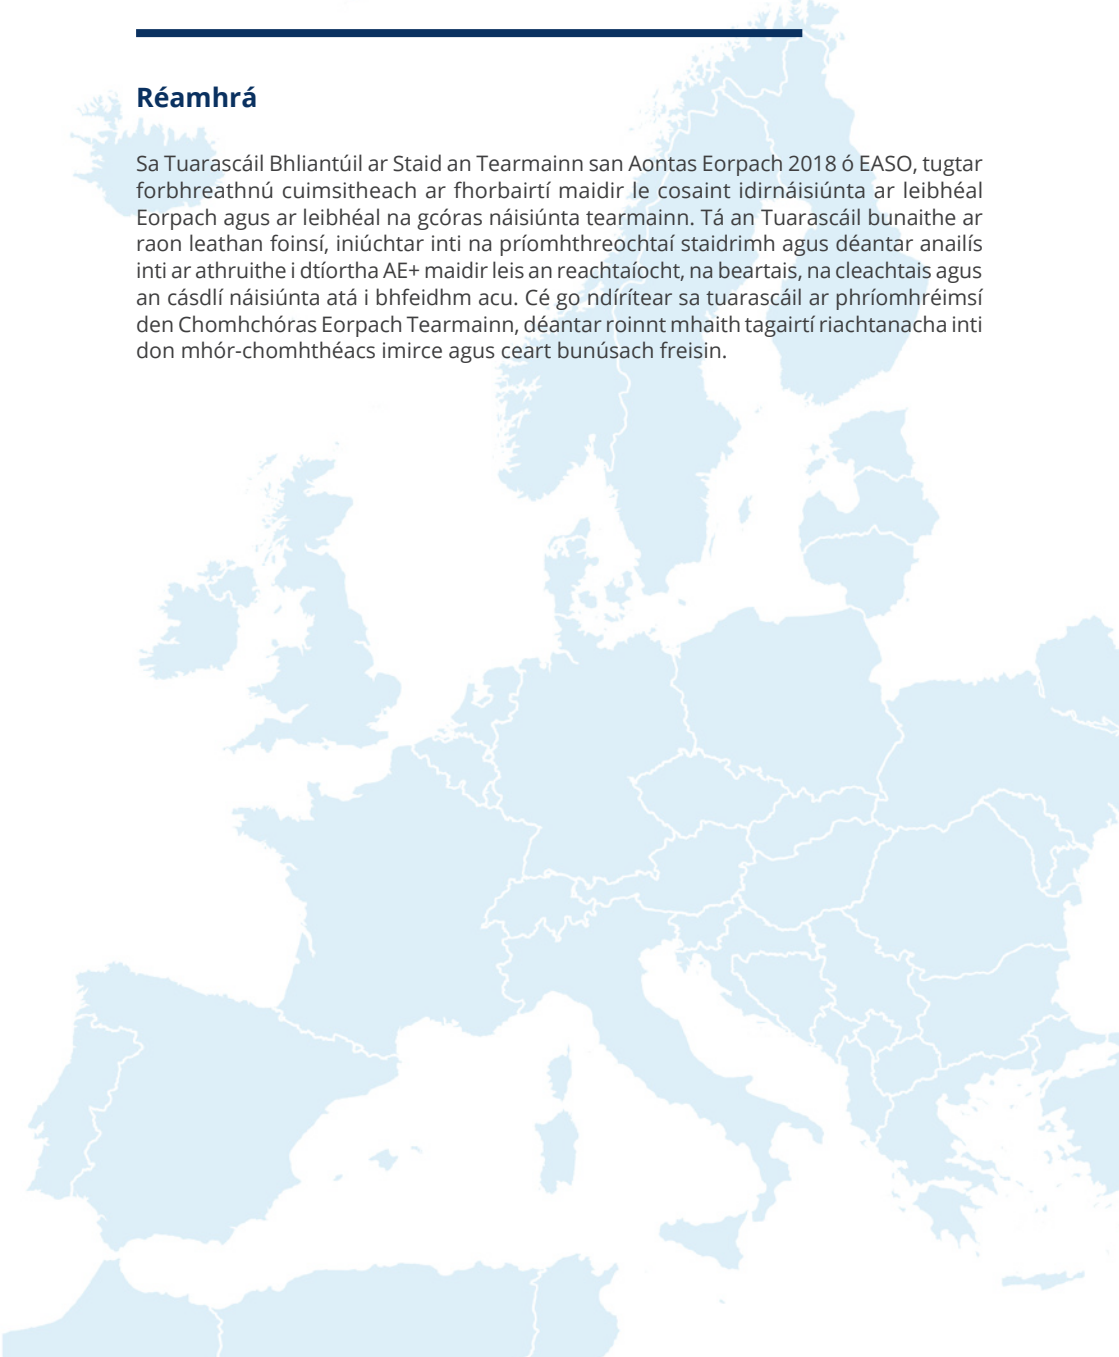 Réamhrá
Sa Tuarascáil Bhliantúil ar Staid an Tearmainn san Aontas Eorpach 2018 ó EASO, tugtar
forbhreathnú cuimsitheach ar fhorbairtí maidir le cosaint idirnáisiúnta ar leibhéal
Eorpach agus ar leibhéal na gcóras náisiúnta tearmainn. Tá an Tuarascáil bunaithe ar
raon leathan foinsí, iniúchtar inti na príomhthreochtaí staidrimh agus déantar anailís
inti ar athruithe i dtíortha AE+ maidir leis an reachtaíocht, na beartais, na cleachtais agus
an cásdlí náisiúnta atá i bhfeidhm acu. Cé go ndírítear sa tuarascáil ar phríomhréimsí
den Chomhchóras Eorpach Tearmainn, déantar roinnt mhaith tagairtí riachtanacha inti
don mhór-chomhthéacs imirce agus ceart bunúsach freisin.